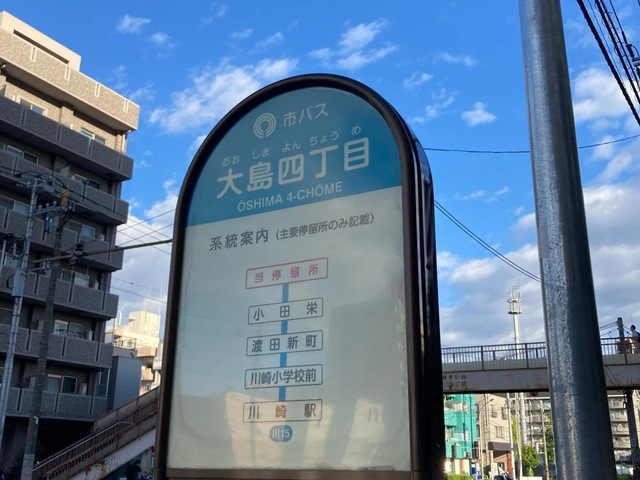 市バス
おお しま よん ちょう め
大島四丁目
ŌSHIMA 4-CHŌME
系統案内（主要停留所のみ記載）
当停留所
小田栄
渡田新町
川崎小学校前
川崎駅
川15